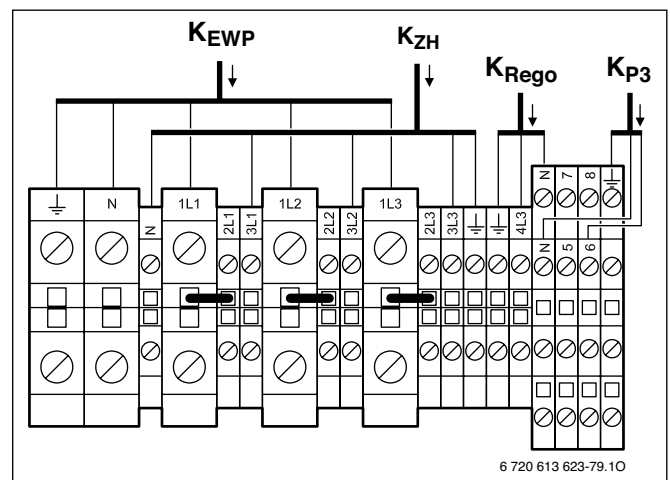 KEWP
KZH
KRego
KP3
N 7 8
N 1L1 1L2 1L3
N 2L1 3L1 2L2 3L2 2L3 3L3 4L3 N 5 6
6 720 613 623-79.1O